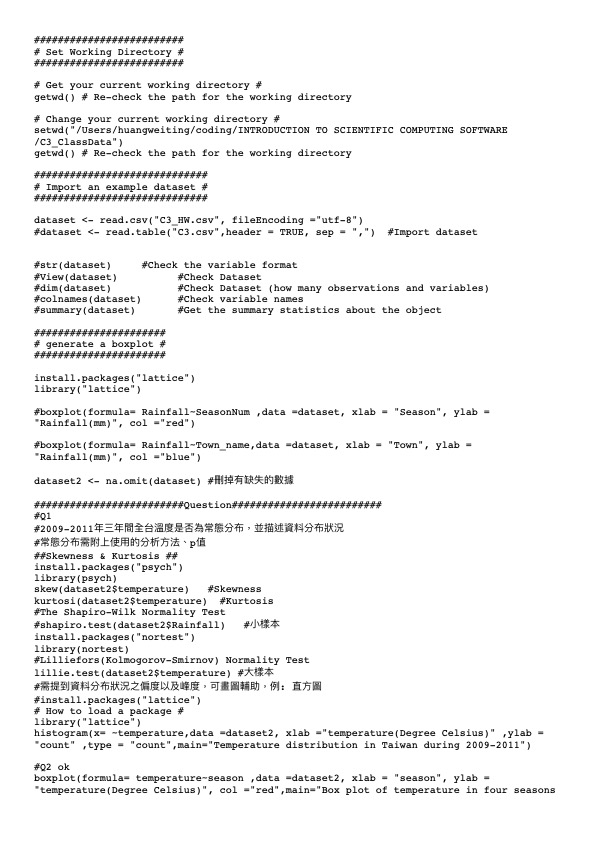 #########################
# Set Working Directory #
#########################
# Get your current working directory #
getwd() # Re-check the path for the working directory
# Change your current working directory #
setwd("/Users/huangweiting/coding/INTRODUCTION TO SCIENTIFIC COMPUTING SOFTWARE
/C3_ClassData")
getwd() # Re-check the path for the working directory
#############################
# Import an example dataset #
#############################
dataset <- read.csv("C3_HW.csv", fileEncoding ="utf-8")
#dataset <- read.table("C3.csv",header = TRUE, sep = ",")  #Import dataset
#str(dataset)     #Check the variable format
#View(dataset)          #Check Dataset
#dim(dataset)           #Check Dataset (how many observations and variables)
#colnames(dataset)      #Check variable names
#summary(dataset)       #Get the summary statistics about the object
######################
# generate a boxplot #
######################
install.packages("lattice")
library("lattice")
#boxplot(formula= Rainfall~SeasonNum ,data =dataset, xlab = "Season", ylab =
"Rainfall(mm)", col ="red")
#boxplot(formula= Rainfall~Town_name,data =dataset, xlab = "Town", ylab =
"Rainfall(mm)", col ="blue")
dataset2 <- na.omit(dataset) #刪掉有缺失的數據
#########################Question#########################
#Q1
#2009-2011年三年間全台溫度是否為常態分布，並描述資料分布狀況
#常態分布需附上使用的分析方法、p值
##Skewness & Kurtosis ##
install.packages("psych")
library(psych)
skew(dataset2$temperature)   #Skewness
kurtosi(dataset2$temperature)  #Kurtosis
#The Shapiro-Wilk Normality Test
#shapiro.test(dataset2$Rainfall)   #小樣本
install.packages("nortest")
library(nortest)
#Lilliefors(Kolmogorov-Smirnov) Normality Test
lillie.test(dataset2$temperature) #大樣本
#需提到資料分布狀況之偏度以及峰度，可畫圖輔助，例: 直方圖
#install.packages("lattice")
# How to load a package #
library("lattice")
histogram(x= ~temperature,data =dataset2, xlab ="temperature(Degree Celsius)" ,ylab =
"count" ,type = "count",main="Temperature distribution in Taiwan during 2009-2011")
#Q2 ok
boxplot(formula= temperature~season ,data =dataset2, xlab = "season", ylab =
"temperature(Degree Celsius)", col ="red",main="Box plot of temperature in four seasons